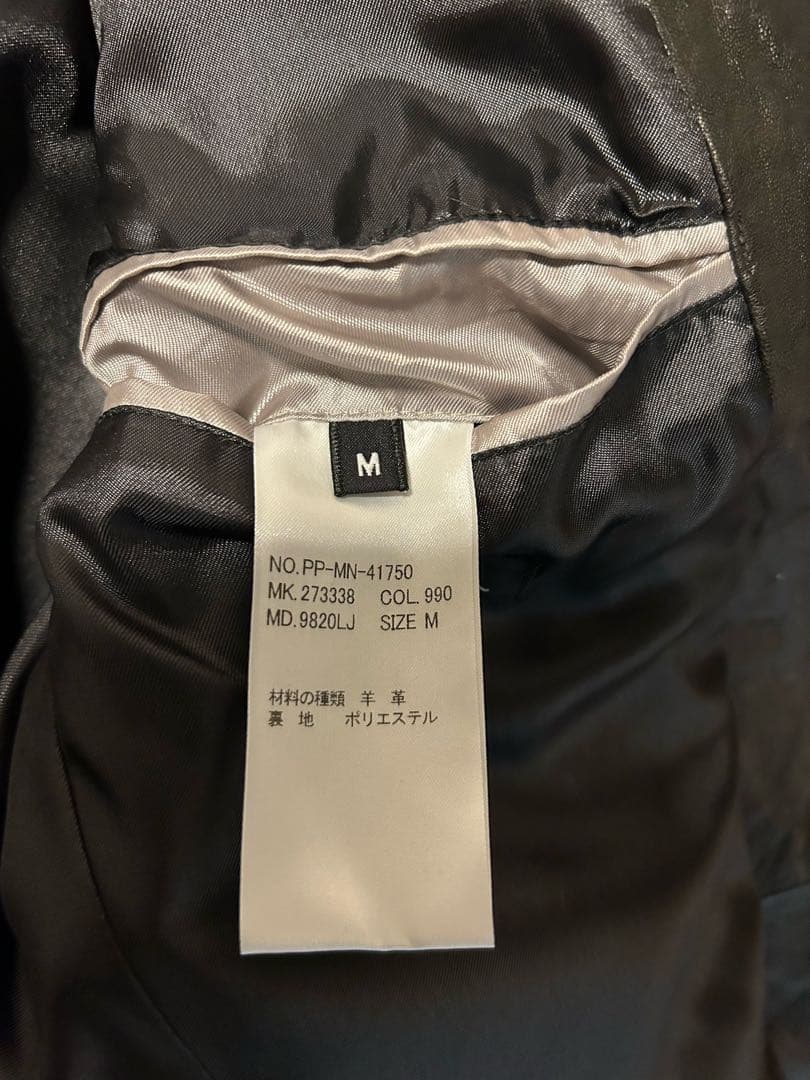 M
NO.PP-MN-41750
MK.273338 COL.990
MD.9820LJ SIZE M
材料の種類 羊 革
裏 地 ポリエステル